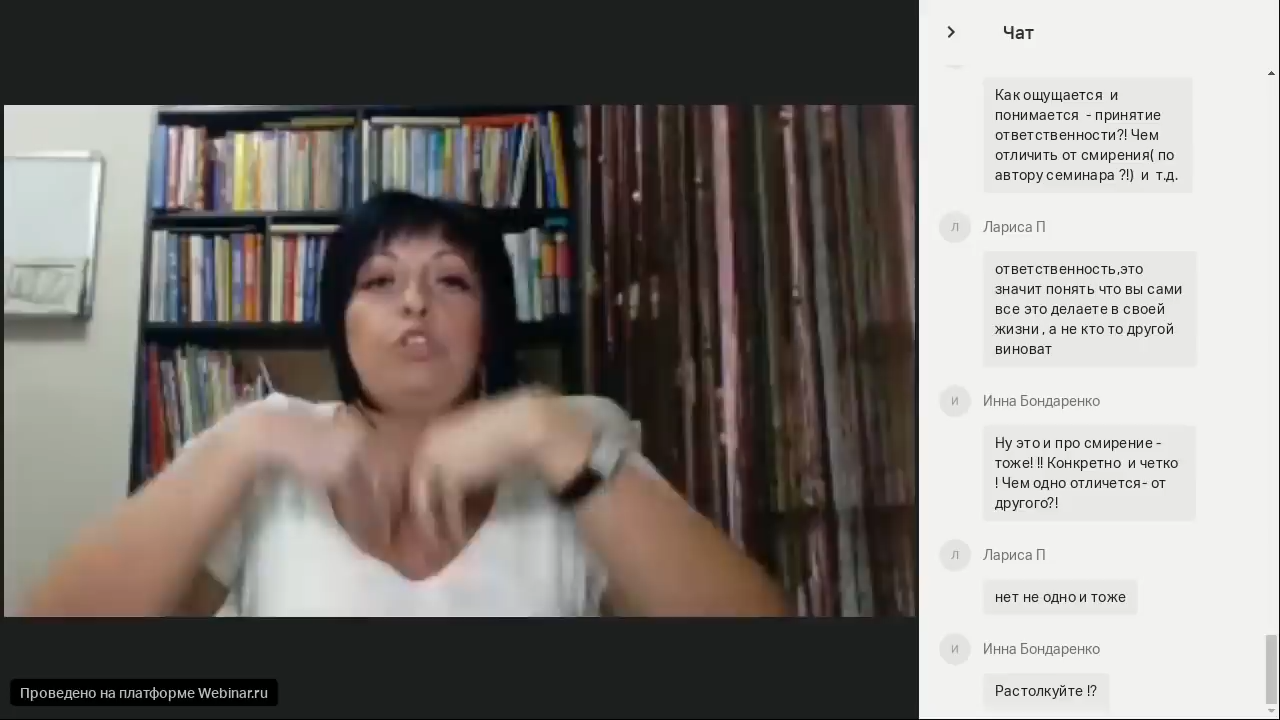 Чат
Как ощущается и
понимается - принятие
ответственности?! Чем
отличить от смирения( по
автору семинара ?!) и т.д.
Л
Лариса П
ответственность,это
значит понять что вы сами
все это делаете в своей
жизни , а не кто то другой
виноват
И
Инна Бондаренко
Ну это и про смирение -
тоже! !! Конкретно и четко
! Чем одно отличется- от
другого?!
Л
Лариса П
нет не одно и тоже
И
Инна Бондаренко
Растолкуйте !?
Проведено на платформе Webinar.ru